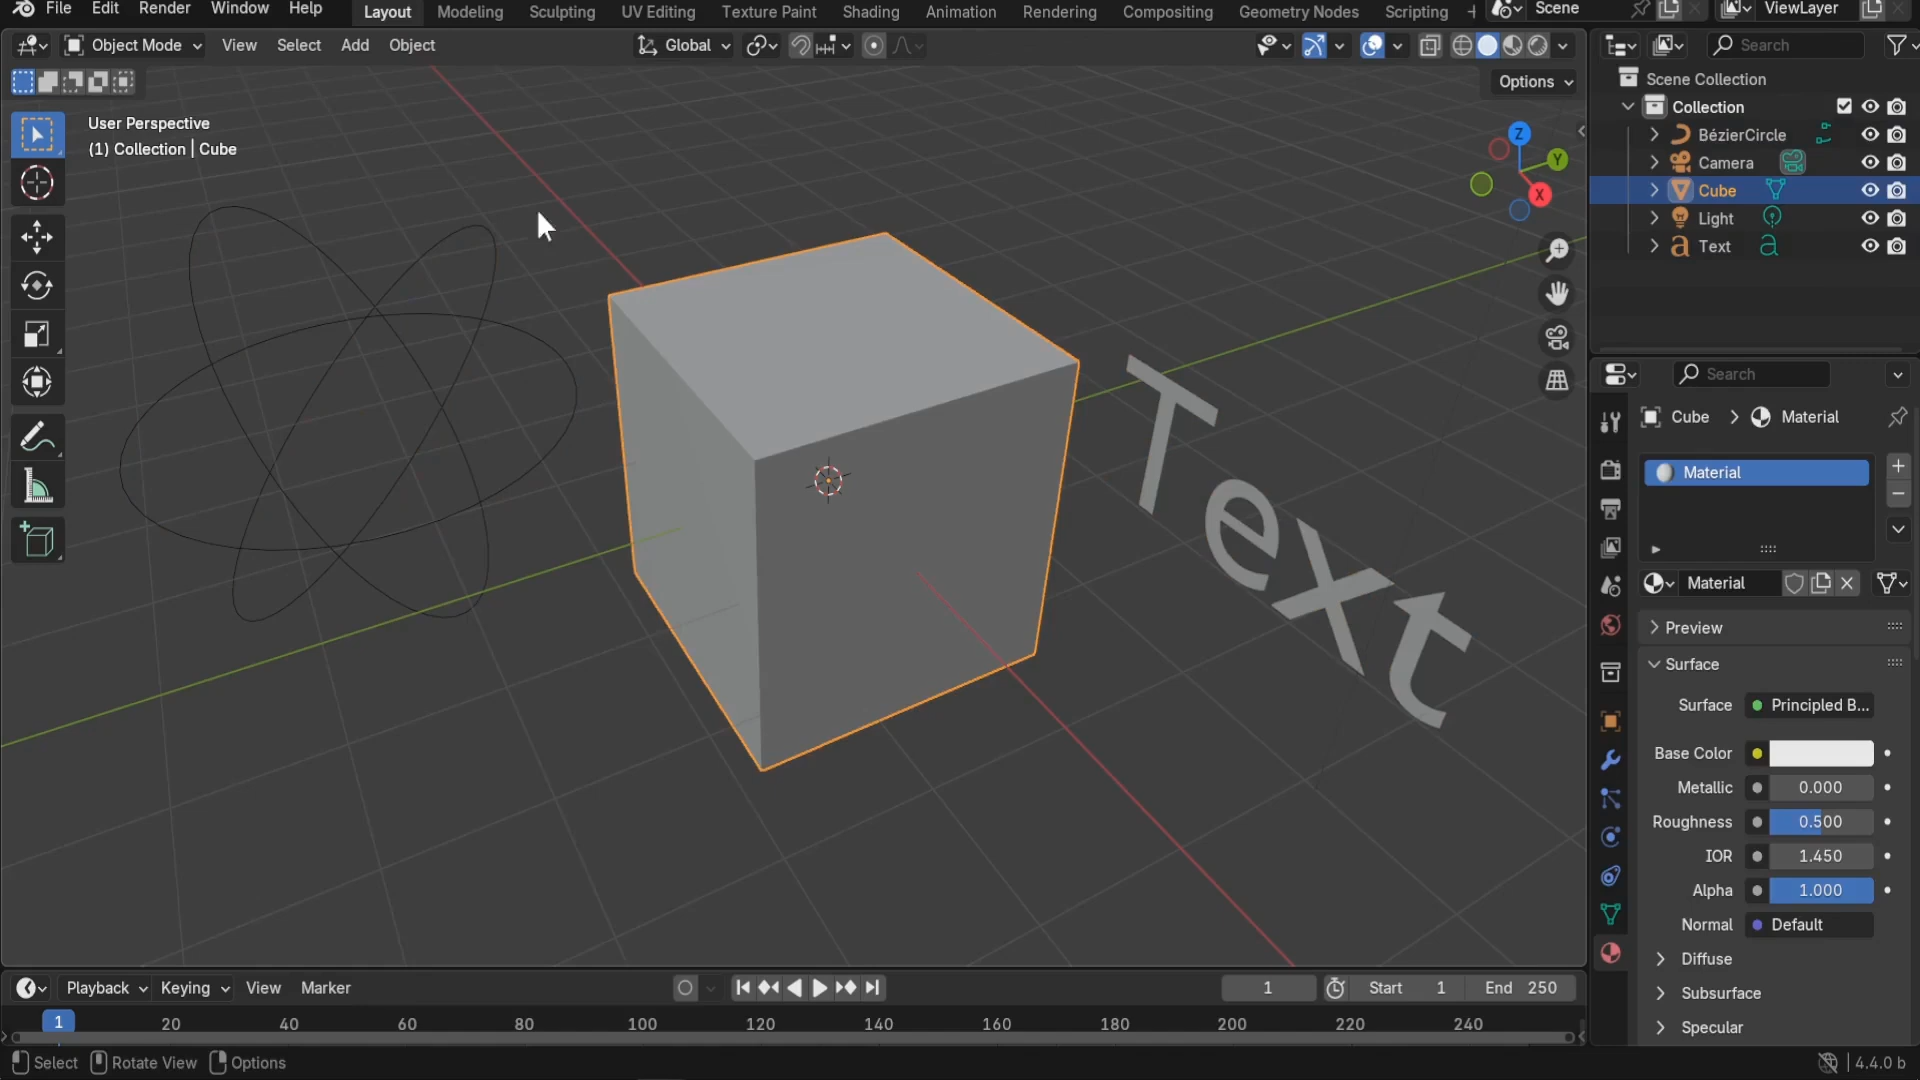 File Edit Render Window Help Layout Modeling Sculpting UV Editing Texture Paint Shading Animation Rendering Compositing Geometry Nodes Scripting + Scene ViewLayer
Object Mode View Select Add Object Global Search
Options
User Perspective
(1) Collection | Cube
Z
Y
X
Text
Scene Collection
Collection
BézierCircle
Camera
Cube
Light
Text
Search
Cube > Material
Material
Material
Preview
Surface
Surface Principled B...
Base Color
Metallic 0.000
Roughness 0.500
IOR 1.450
Alpha 1.000
Normal Default
Diffuse
Subsurface
Specular
Playback Keying View Marker 1 Start 1 End 250
1 20 40 60 80 100 120 140 160 180 200 220 240
Select Rotate View Options 4.4.0 b